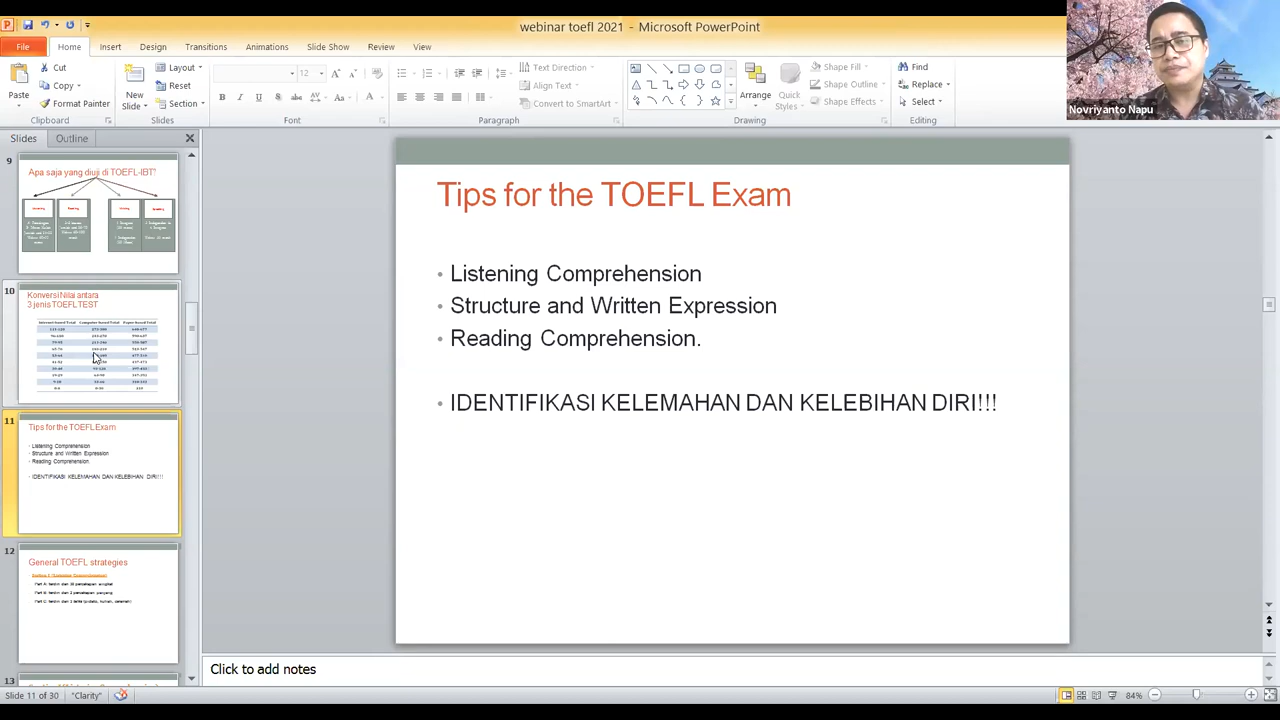 webinar toefl 2021 - Microsoft PowerPoint
File Home Insert Design Transitions Animations Slide Show Review View
Paste
Cut
Copy
Format Painter
Clipboard
New
Slide
Layout
Reset
Section
Slides
12
Font
Text Direction
Align Text
Convert to SmartArt
Paragraph
Arrange
Quick
Styles
Shape Fill
Shape Outline
Shape Effects
Drawing
Find
Replace
Select
Editing
Novriyanto Napu
Slides Outline
9
Apa saja yang diuji di TOEFL-IBT?
10
Konversi Nilai antara
3 jenis TOEFL TEST
11
Tips for the TOEFL Exam
Listening Comprehension
Structure and Written Expression
Reading Comprehension
IDENTIFIKASI KELEMAHAN DAN KELEBIHAN DIRI!!!
12
General TOEFL strategies
13
Tips for the TOEFL Exam
• Listening Comprehension
• Structure and Written Expression
• Reading Comprehension.
• IDENTIFIKASI KELEMAHAN DAN KELEBIHAN DIRI!!!
Click to add notes
Slide 11 of 30 "Clarity" 84%